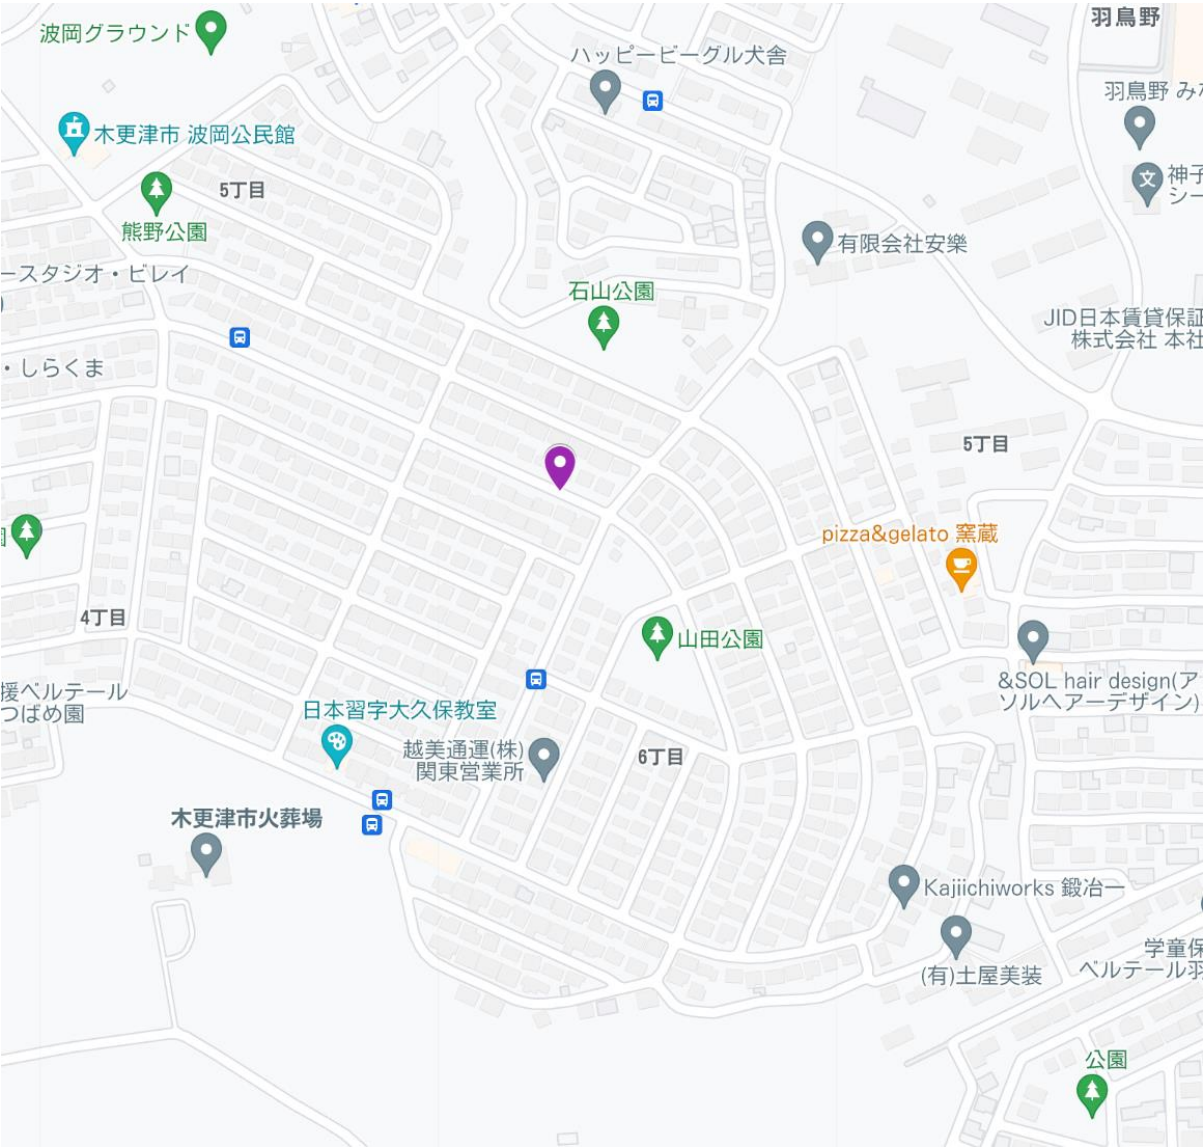 羽鳥野
波岡グラウンド
ハッピービーグル犬舎
羽鳥野 み
木更津市 波岡公民館
5丁目
神子
シー
熊野公園
有限会社安樂
ースタジオ・ビレイ
)
石山公園
JID日本賃貸保証
株式会社 本社
・しらくま
5丁目
pizza&gelato 窯蔵
園
4丁目
山田公園
援ベルテール
つばめ園
&SOL hair design(ア
ソルヘアーデザイン)
日本習字大久保教室
越美通運(株)
関東営業所
6丁目
木更津市火葬場
Kajiichiworks 鍛冶一
学童保
ベルテール羽
(有)土屋美装
公園